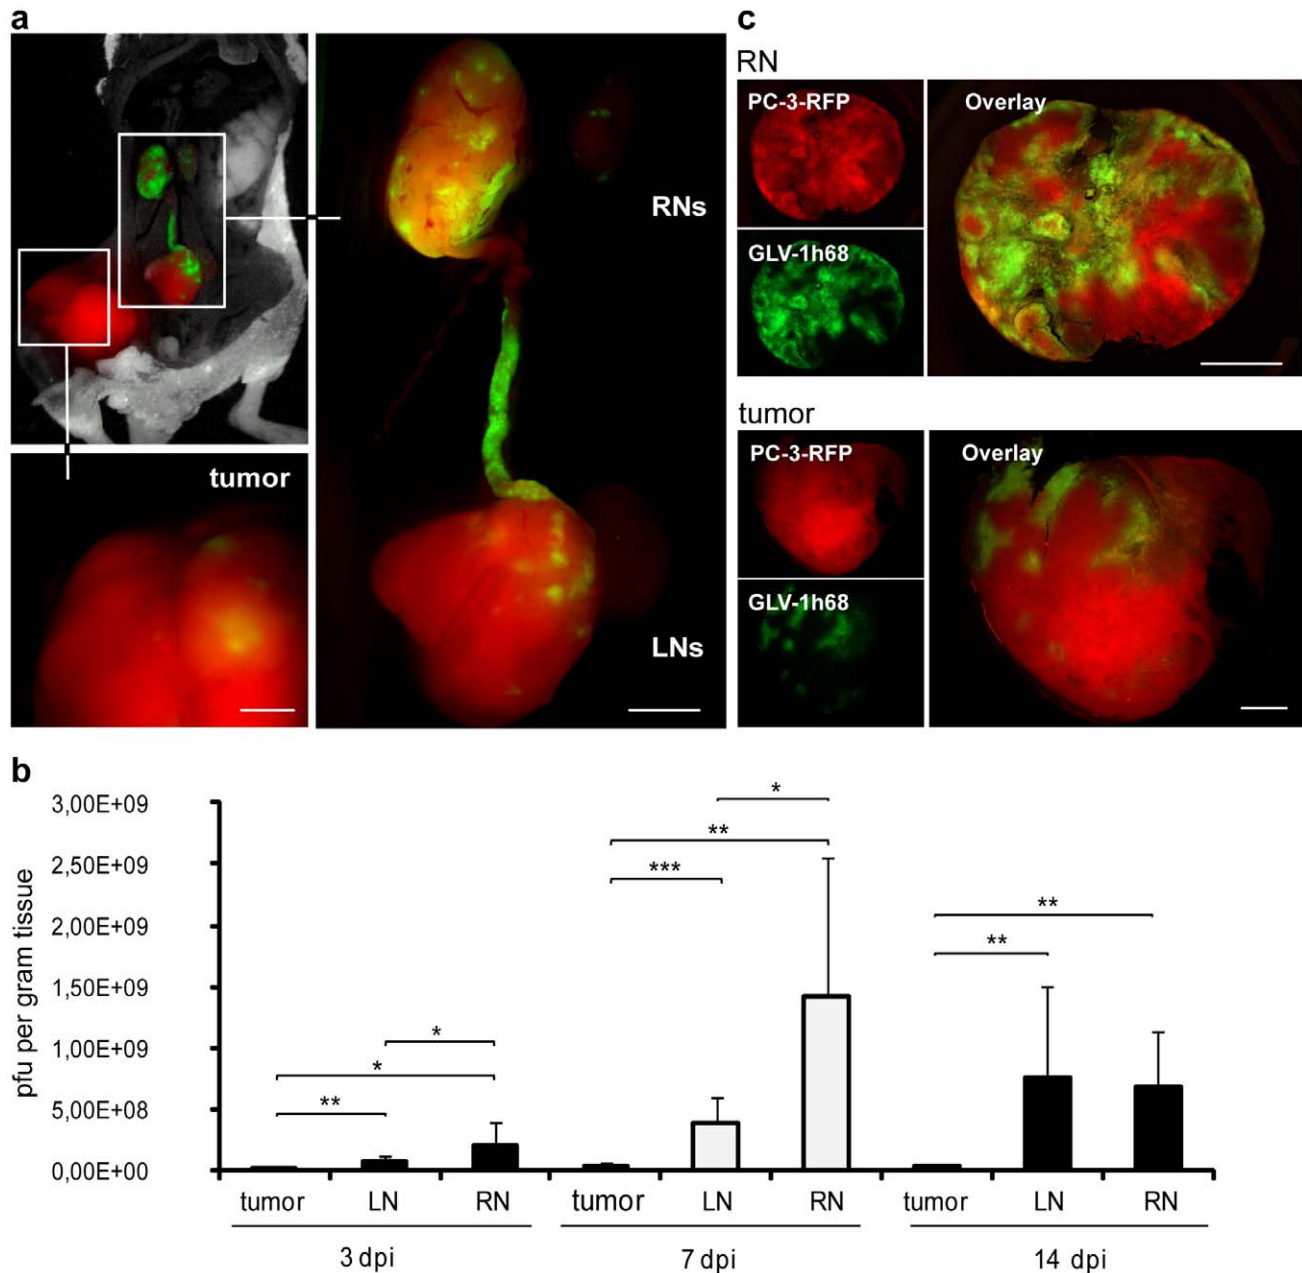 a
RNs
LNs
tumor
c
RN
PC-3-RFP
Overlay
GLV-1h68
tumor
PC-3-RFP
Overlay
GLV-1h68
b
pfu per gram tissue
3,00E+09
2,50E+09
2,00E+09
1,50E+09
1,00E+09
5,00E+08
0,00E+00
**
*
*
***
**
*
**
**
tumor LN RN tumor LN RN tumor LN RN
3 dpi 7 dpi 14 dpi